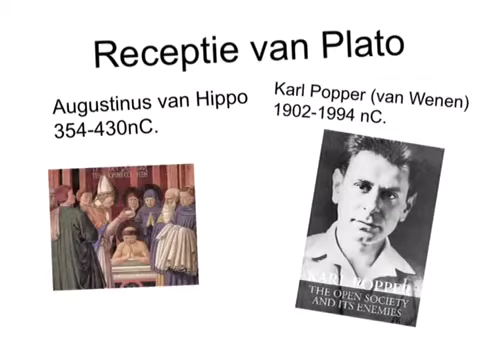 Receptie van Plato
Augustinus van Hippo
354-430nC.
Karl Popper (van Wenen)
1902-1994 nC.
KARL POPPER
THE OPEN SOCIETY
AND ITS ENEMIES